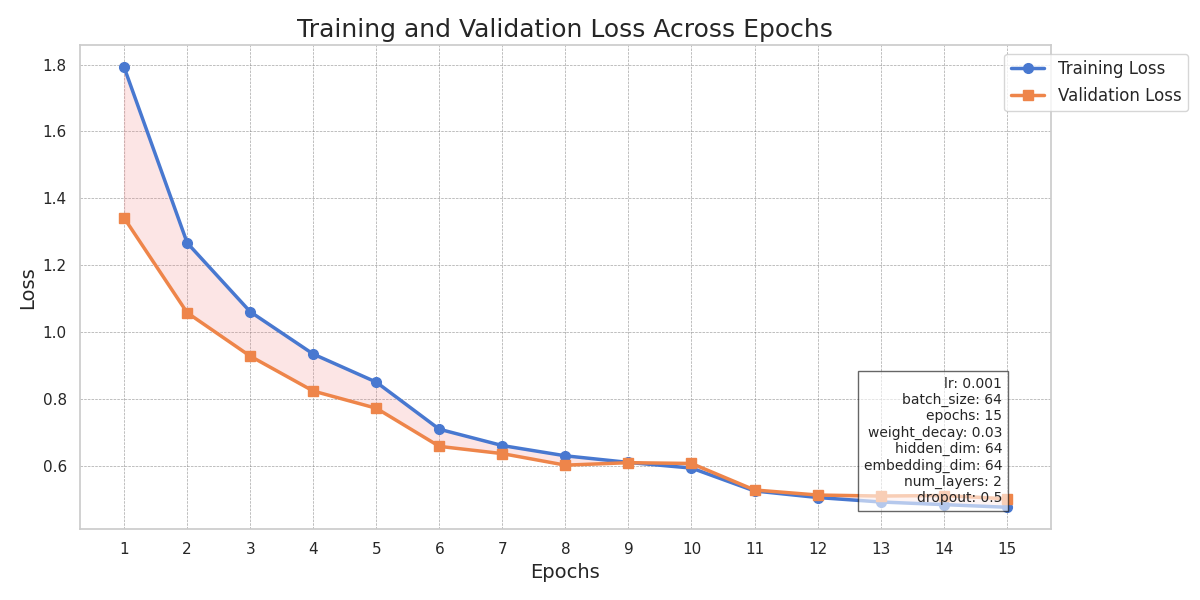 Training and Validation Loss Across Epochs
Training Loss
Validation Loss
Loss
1.8
1.6
1.4
1.2
1.0
0.8
0.6
lr: 0.001
batch_size: 64
epochs: 15
weight_decay: 0.03
hidden_dim: 64
embedding_dim: 64
num_layers: 2
dropout: 0.5
1 2 3 4 5 6 7 8 9 10 11 12 13 14 15
Epochs